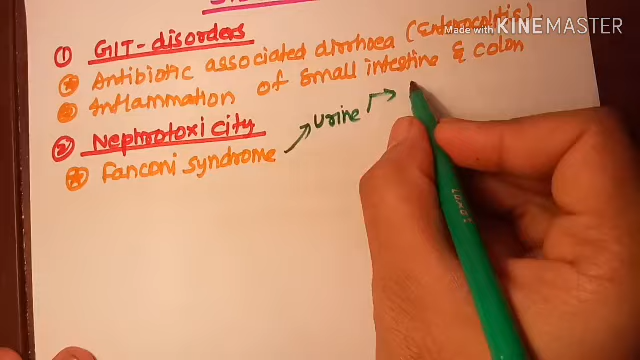 Made with KINEMASTER
① GIT-disorders
Antibiotic associated diarrhoea (Enterocolitis)
Inflammation of small intestine & colon
② Nephrotoxicity
Fanconi syndrome → urine →